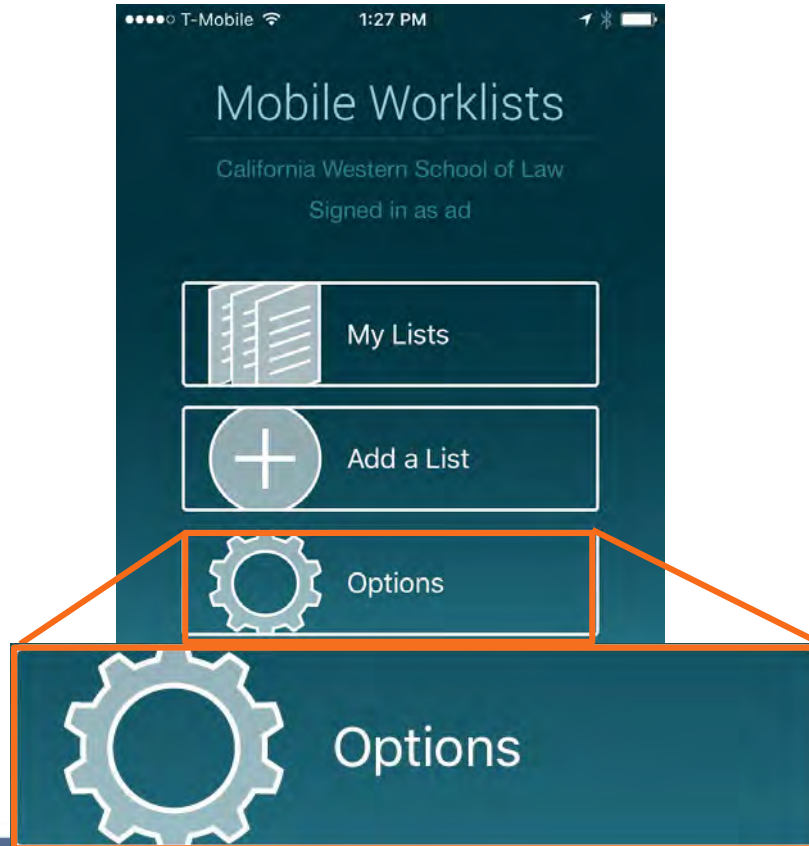 T-Mobile 1:27 PM
Mobile Worklists
California Western School of Law
Signed in as ad
My Lists
Add a List
Options
Options